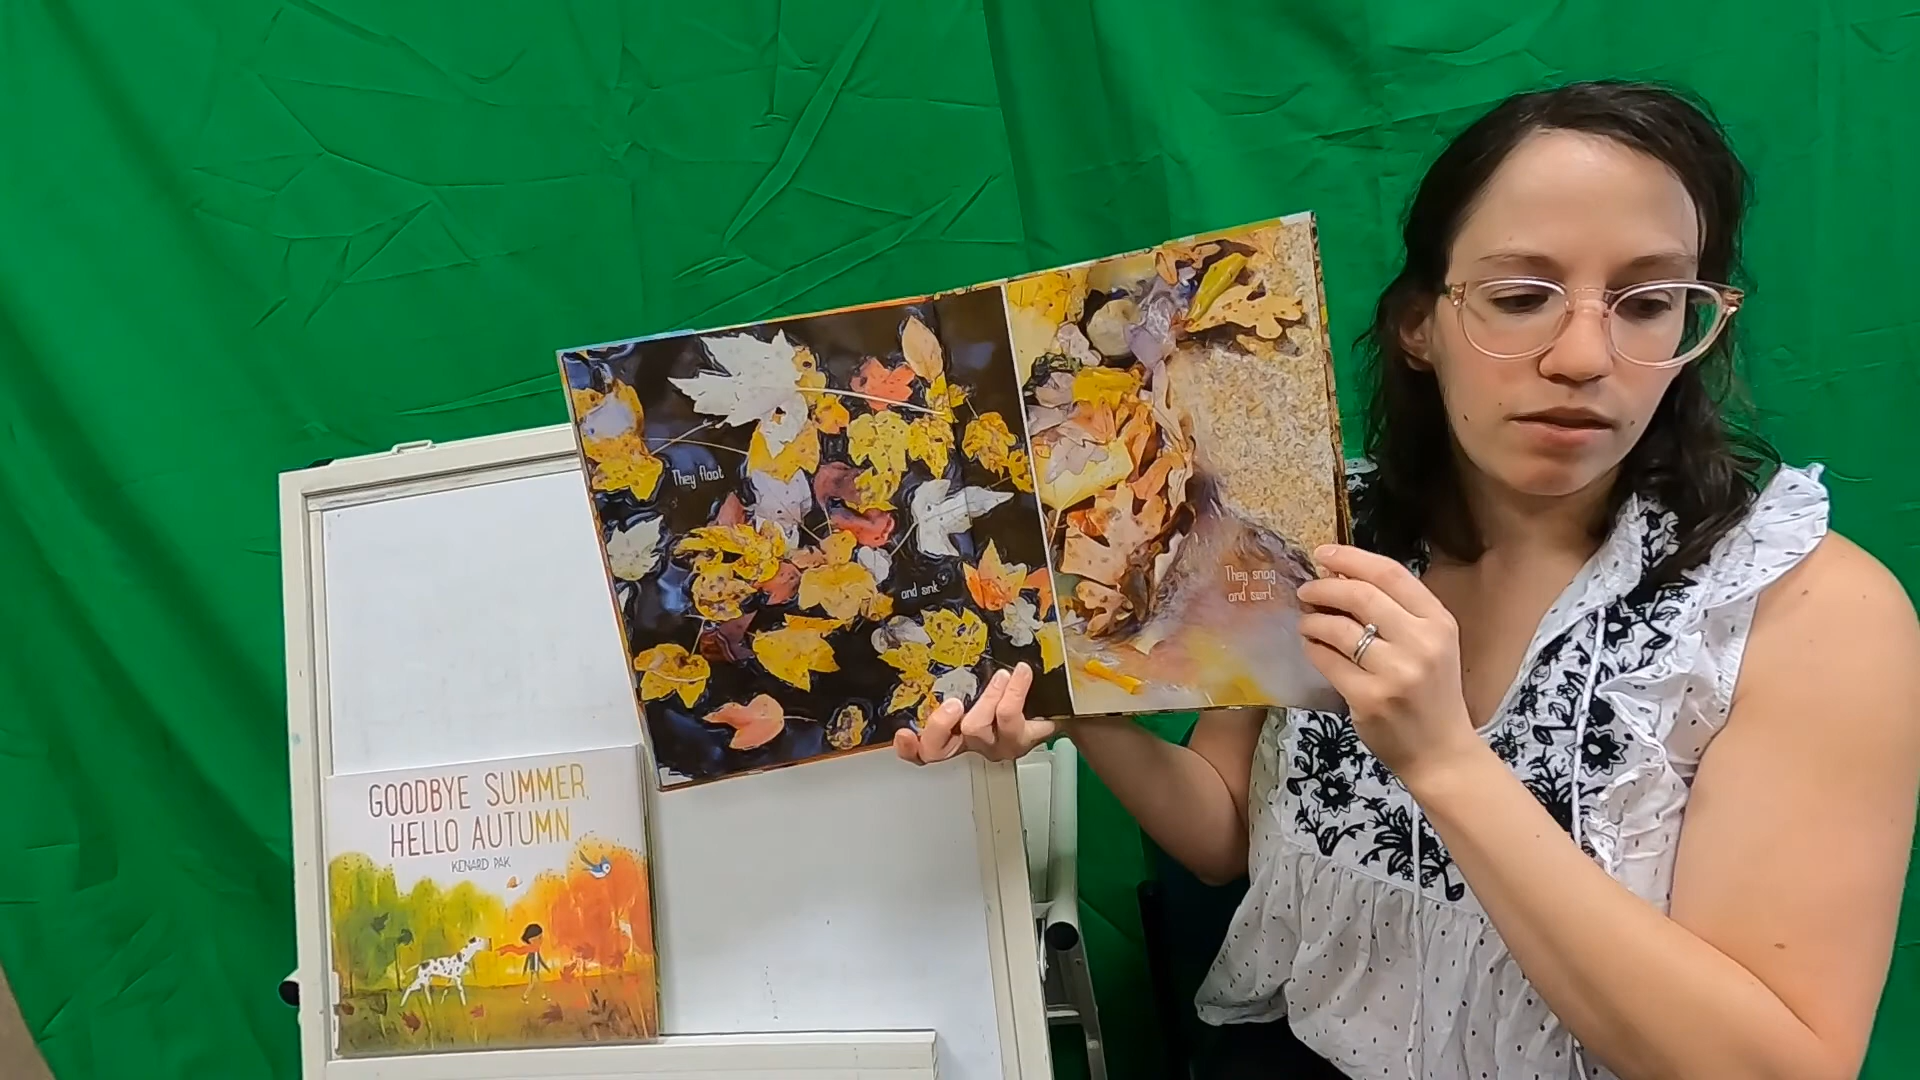 They float
and sink
They snag
and swirl
GOODBYE SUMMER,
HELLO AUTUMN
KENARD PAK